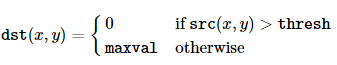 dst(x, y) = { 0 if src(x, y) > thresh
maxval otherwise